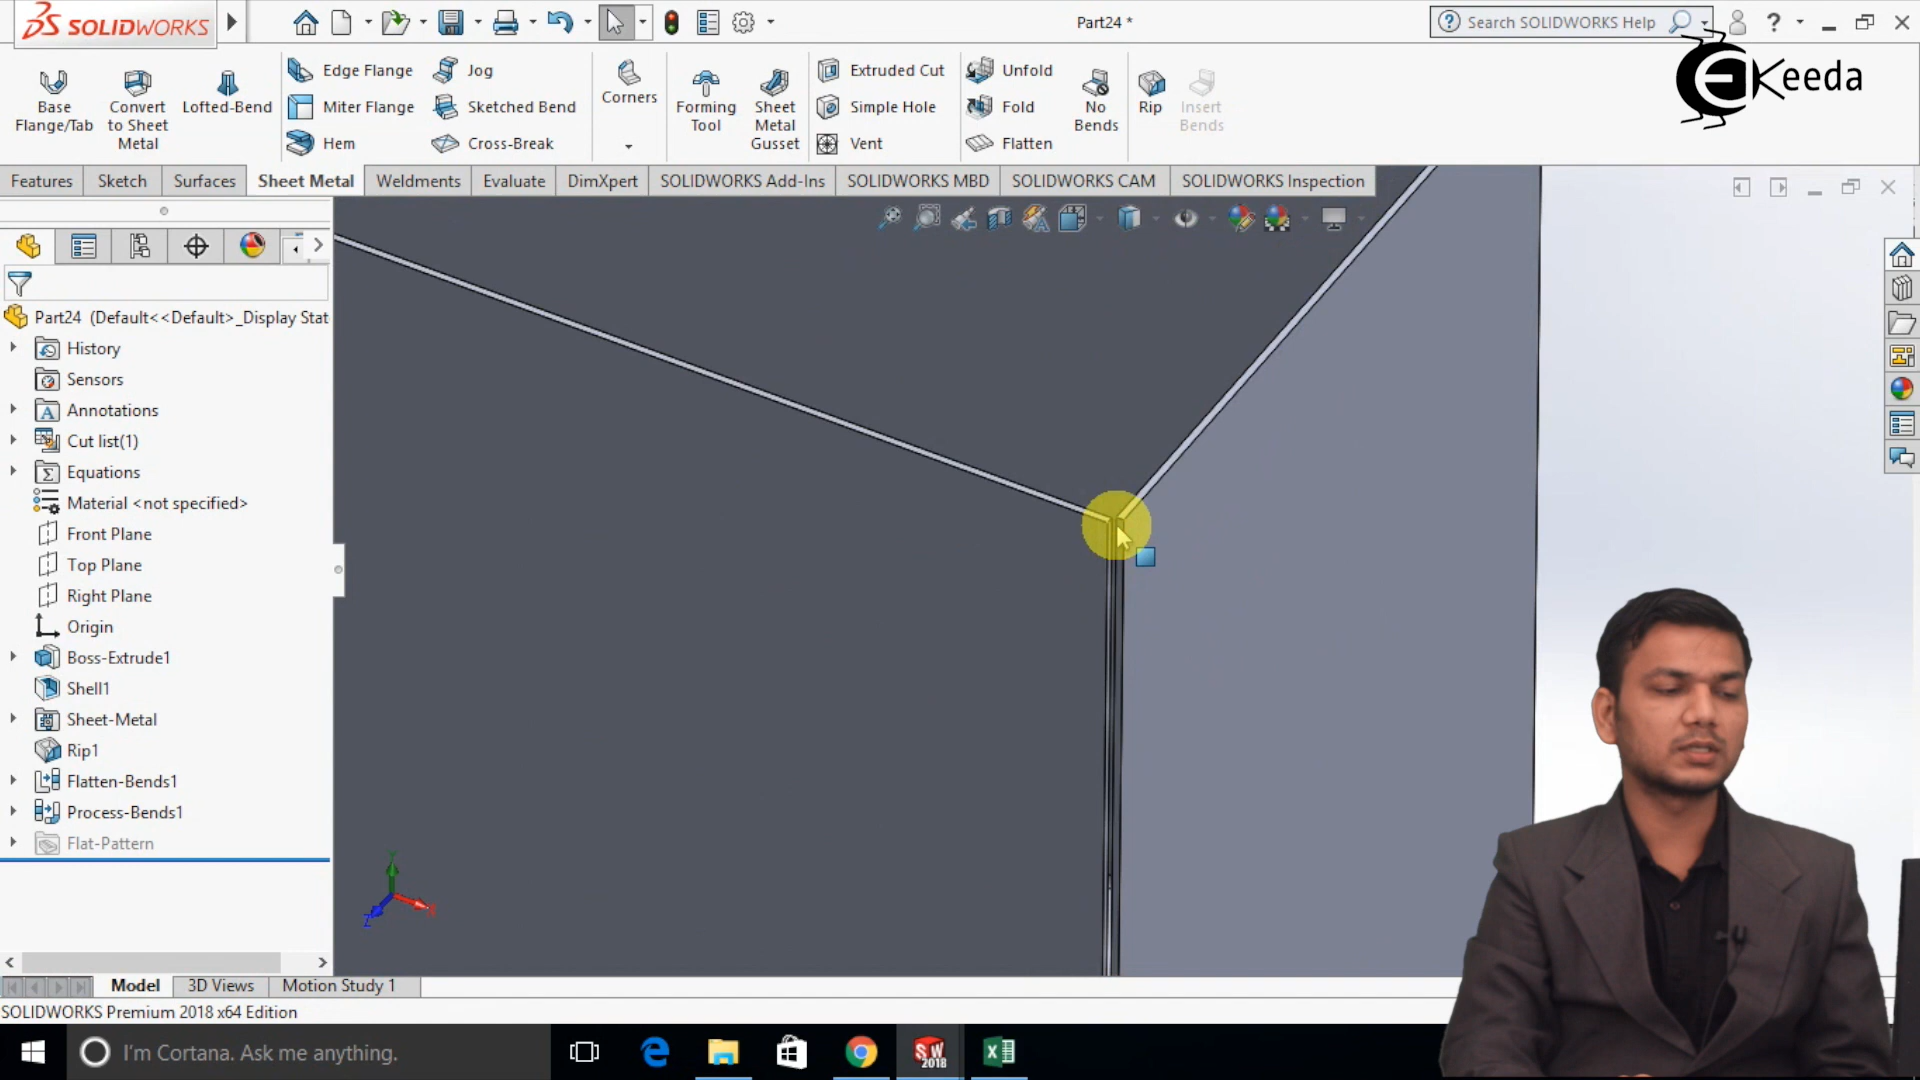 SOLIDWORKS
Part24 *
Search SOLIDWORKS Help
EKeeda
Base Flange/Tab
Convert to Sheet Metal
Lofted-Bend
Edge Flange
Miter Flange
Hem
Jog
Sketched Bend
Cross-Break
Corners
Forming Tool
Sheet Metal Gusset
Extruded Cut
Simple Hole
Vent
Unfold
Fold
Flatten
No Bends
Rip
Insert Bends
Features
Sketch
Surfaces
Sheet Metal
Weldments
Evaluate
DimXpert
SOLIDWORKS Add-Ins
SOLIDWORKS MBD
SOLIDWORKS CAM
SOLIDWORKS Inspection
Part24 (Default<<Default>_Display Stat
History
Sensors
Annotations
Cut list(1)
Equations
Material <not specified>
Front Plane
Top Plane
Right Plane
Origin
Boss-Extrude1
Shell1
Sheet-Metal
Rip1
Flatten-Bends1
Process-Bends1
Flat-Pattern
Model
3D Views
Motion Study 1
SOLIDWORKS Premium 2018 x64 Edition
I'm Cortana. Ask me anything.
SW 2018